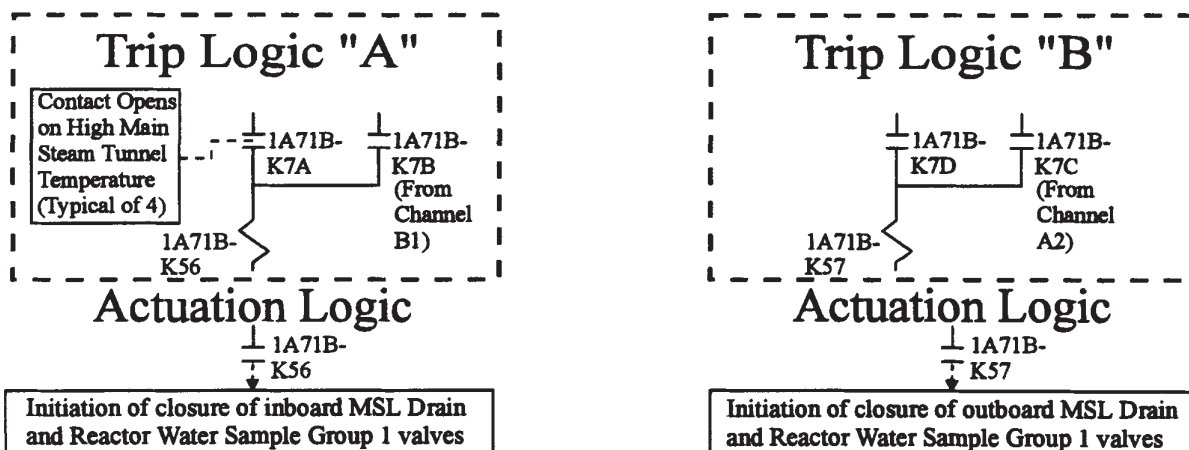 Trip Logic "A"
Contact Opens
on High Main
Steam Tunnel
Temperature
(Typical of 4)
1A71B-
K7A
1A71B-
K7B
(From
Channel
B1)
1A71B-
K56
Actuation Logic
1A71B-
K56
Initiation of closure of inboard MSL Drain
and Reactor Water Sample Group 1 valves
Trip Logic "B"
1A71B-
K7D
1A71B-
K7C
(From
Channel
A2)
1A71B-
K57
Actuation Logic
1A71B-
K57
Initiation of closure of outboard MSL Drain
and Reactor Water Sample Group 1 valves